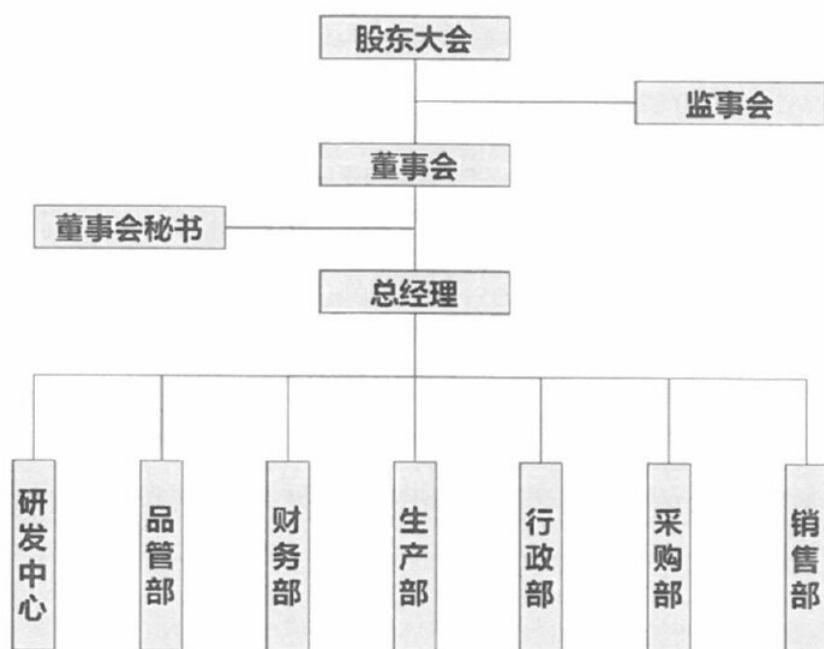 股东大会
监事会
董事会
董事会秘书
总经理
研发中心
品管部
财务部
生产部
行政部
采购部
销售部